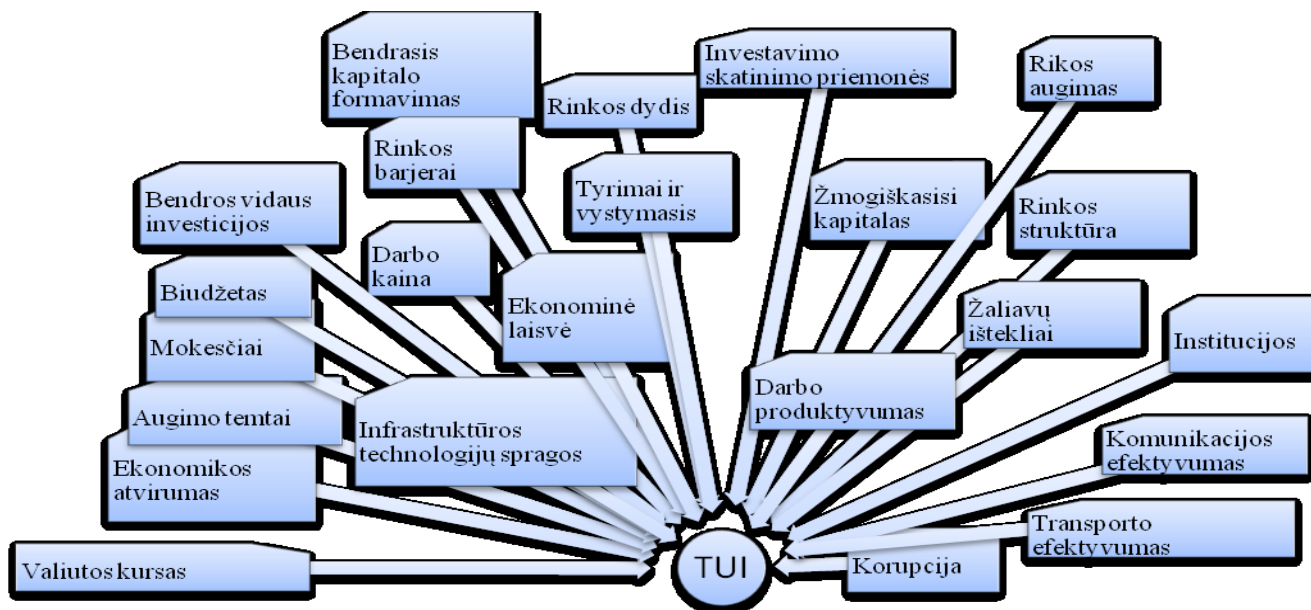 Bendrasis
kapitalo
formavimas
Investavimo
skatinimo priemonės
Rikos
augimas
Rinkos dydis
Rinkos
barjerai
Tyrimai ir
vystymasis
Žmogiškasisi
kapitalas
Rinkos
struktūra
Bendros vidaus
investicijos
Darbo
kaina
Biudžetas
Ekonominė
laisvė
Žaliavų
ištekliai
Institucijos
Mokesčiai
Darbo
produktyvumas
Augimo temtai
Infrastruktūros
technologijų spragos
Komunikacijos
efektyvumas
Ekonomikos
atvirumas
Transporto
efektyvumas
Valiutos kursas
TUI
Korupcija